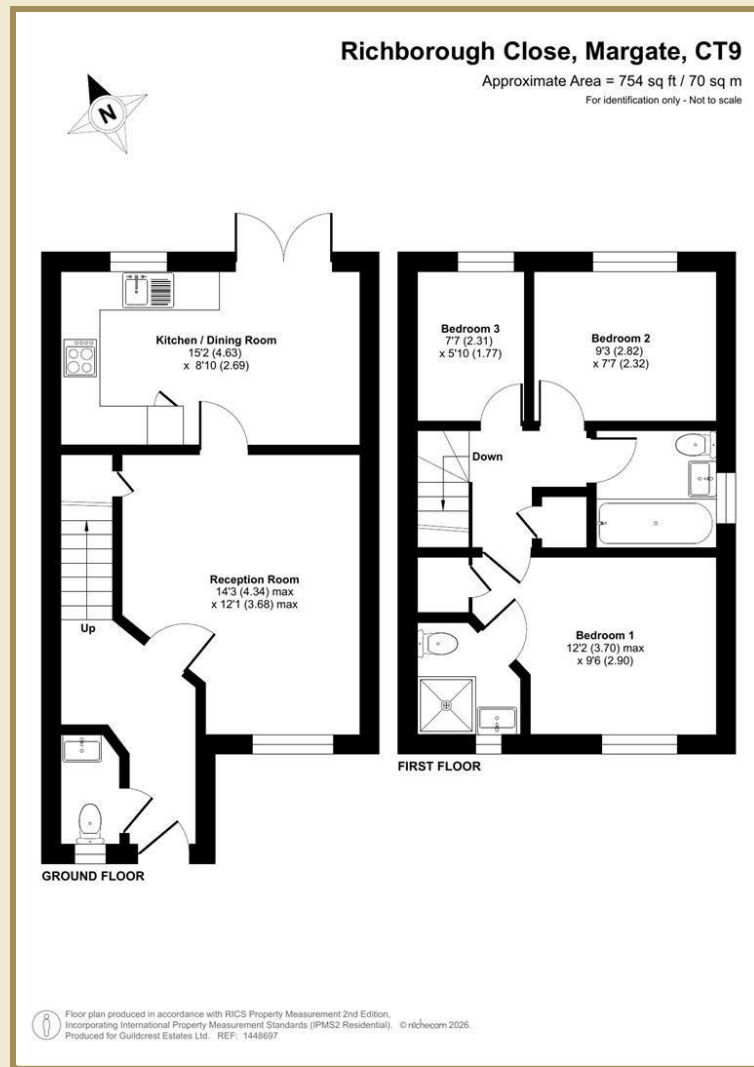 Richborough Close, Margate, CT9
Approximate Area = 754 sq ft / 70 sq m
For identification only - Not to scale
N
Kitchen / Dining Room
15'2 (4.63)
x 8'10 (2.69)
Reception Room
14'3 (4.34) max
x 12'1 (3.68) max
Up
GROUND FLOOR
Bedroom 3
7'7 (2.31)
x 5'10 (1.77)
Bedroom 2
9'3 (2.82)
x 7'7 (2.32)
Down
Bedroom 1
12'2 (3.70) max
x 9'6 (2.90)
FIRST FLOOR
Floor plan produced in accordance with RICS Property Measurement 2nd Edition,
Incorporating International Property Measurement Standards (IPMS2 Residential). © nichecom 2026.
Produced for Guildcrest Estates Ltd. REF: 1448697